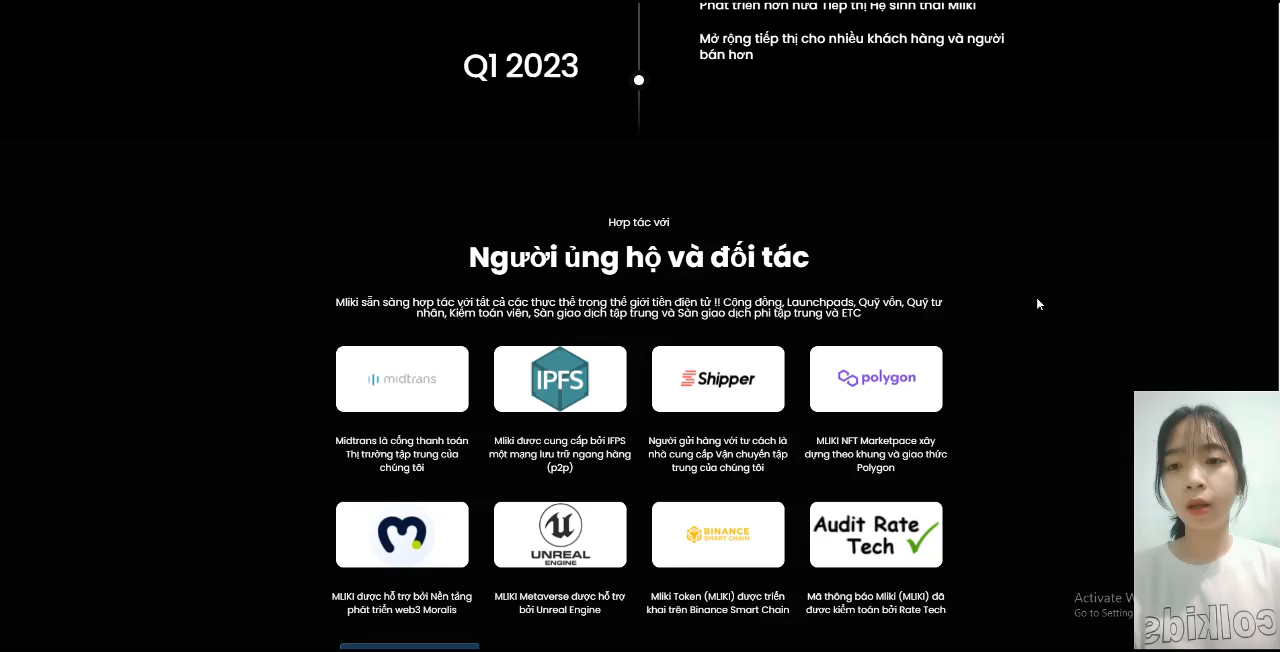 Phát triển hơn nữa Tiếp thị Hệ sinh thái Mliki
Mở rộng tiếp thị cho nhiều khách hàng và người
bán hơn
Q1 2023
Hợp tác với
Người ủng hộ và đối tác
Mliki sẵn sàng hợp tác với tất cả các thực thể trong thế giới tiền điện tử !! Cộng đồng, Launchpads, Quỹ vốn, Quỹ tư
nhân, Kiểm toán viên, Sàn giao dịch tập trung và Sàn giao dịch phi tập trung và ETC
midtrans
IPFS
Shipper
polygon
Midtrans là cổng thanh toán
Thị trường tập trung của
chúng tôi
Mliki được cung cấp bởi IFPS
một mạng lưu trữ ngang hàng
(p2p)
Người gửi hàng với tư cách là
nhà cung cấp Vận chuyển tập
trung của chúng tôi
MLIKI NFT Marketpace xây
dựng theo khung và giao thức
Polygon
UNREAL
ENGINE
BINANCE
SMART CHAIN
Audit Rate
Tech
MLIKI được hỗ trợ bởi Nền tảng
phát triển web3 Moralis
MLIKI Metaverse được hỗ trợ
bởi Unreal Engine
Mliki Token (MLIKI) được triển
khai trên Binance Smart Chain
Mã thông báo Mliki (MLIKI) đã
được kiểm toán bởi Rate Tech
Activate W
Go to Setting
colkids